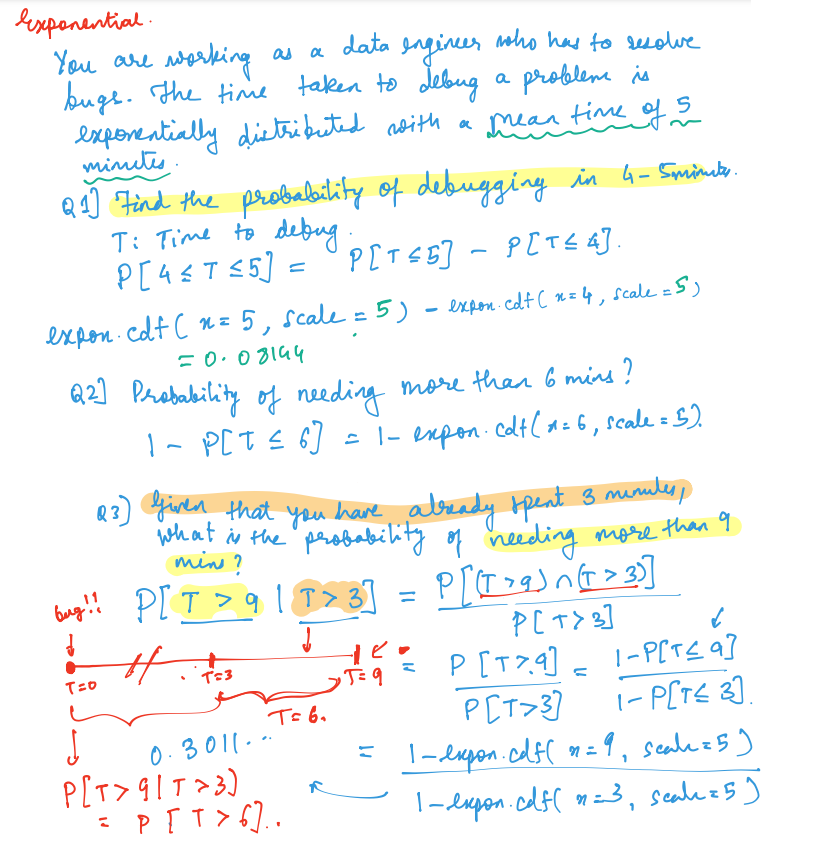 Exponential.
You are working as a data engineer who has to resolve
bugs. The time taken to debug a problem is
exponentially distributed with a mean time of 5
minutes.
Q1] Find the probability of debugging in 4-5 minutes.
T: Time to debug.
P[4 ≤ T ≤ 5] = P[T ≤ 5] - P[T ≤ 4].
expon.cdf(x=5, scale=5) - expon.cdf(x=4, scale=5)
= 0.08144
Q2] Probability of needing more than 6 mins?
1 - P[T ≤ 6] = 1- expon.cdf(x=6, scale=5).
Q3] Given that you have already spent 3 minutes,
what is the probability of needing more than 9
mins?
P[T > 9 | T > 3] = P[(T > 9) ∩ (T > 3)]
P[T > 3]
bug!!
T=0 T=3 T=9
= P[T > 9] = 1-P[T ≤ 9]
P[T > 3] 1-P[T ≤ 3].
T=6.
0.3011... = 1-expon.cdf(x=9, scale=5)
1-expon.cdf(x=3, scale=5)
P[T > 9 | T > 3)
= P[T > 6]..